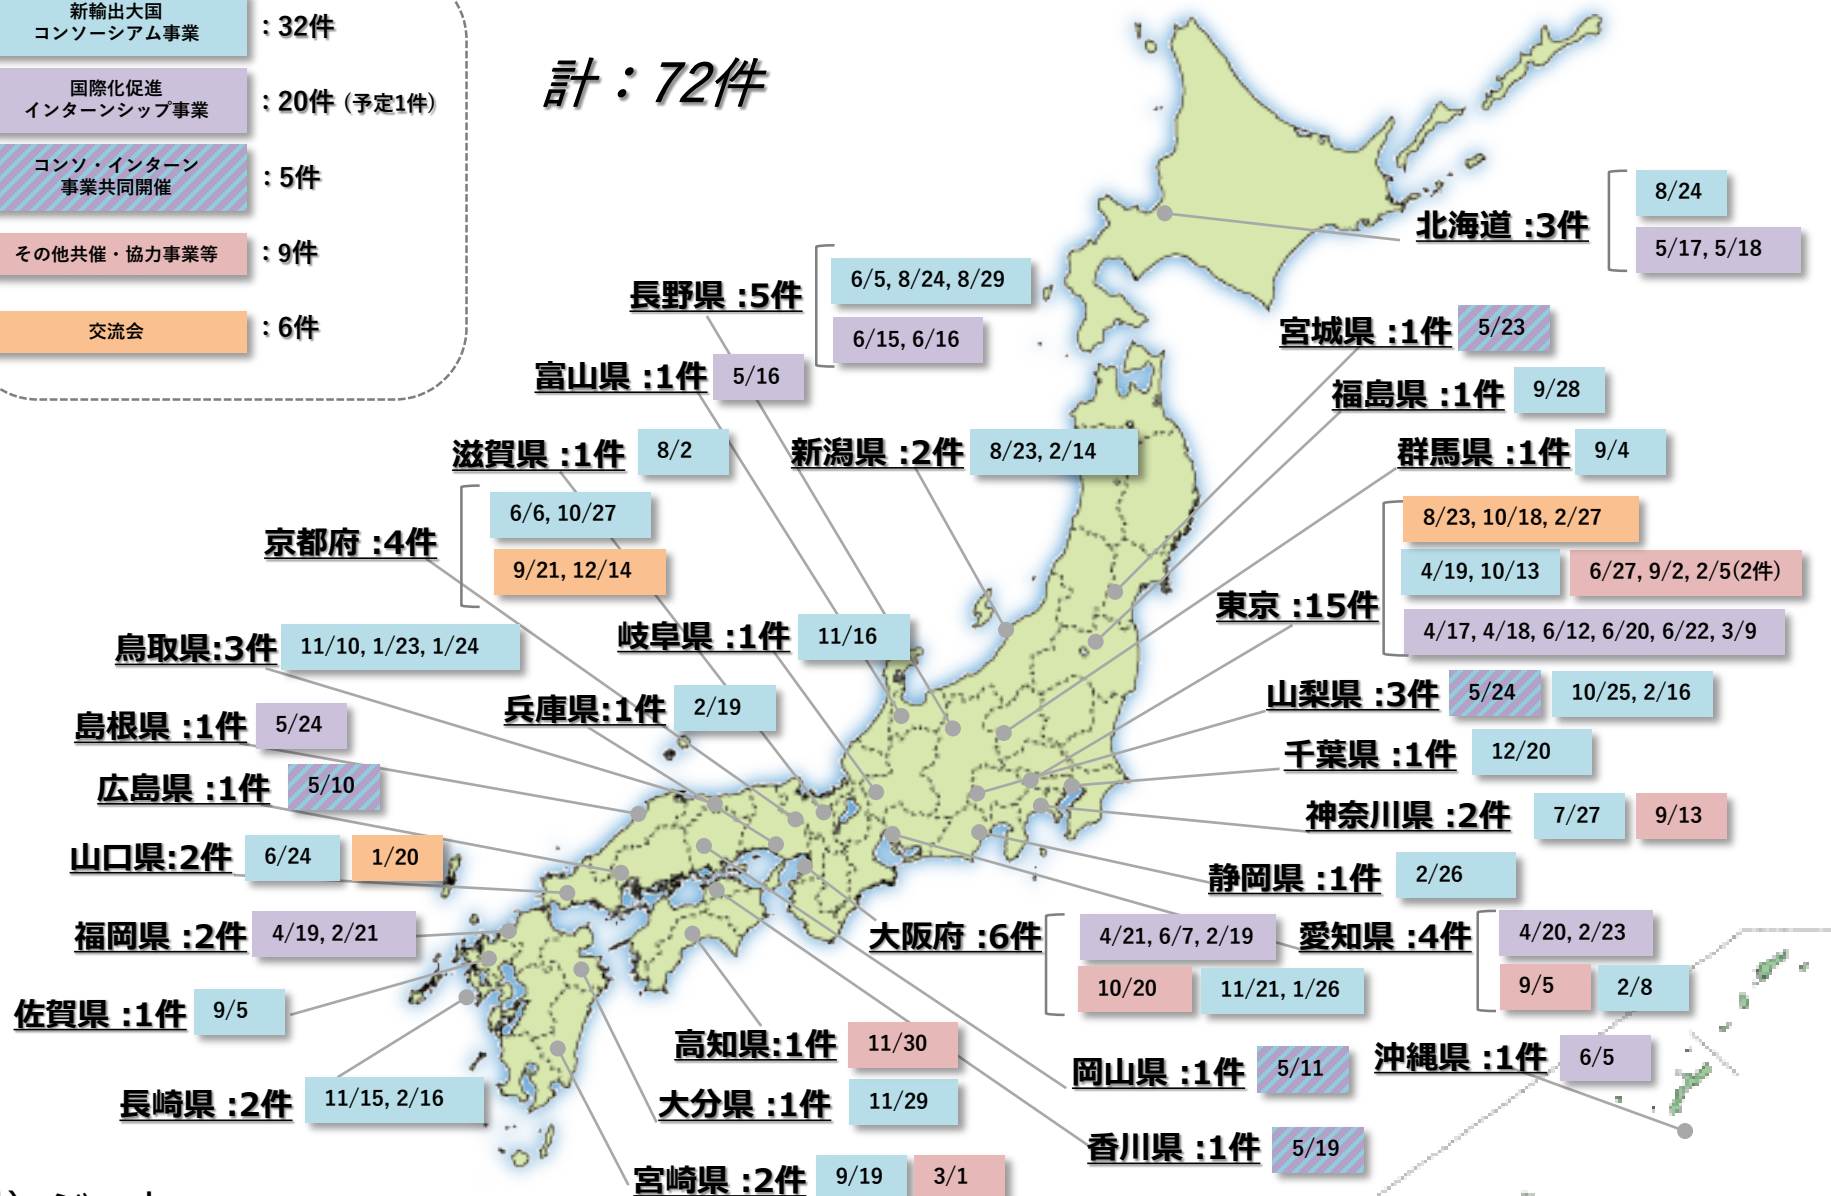 新輸出大国
コンソーシアム事業
：32件
国際化促進
インターンシップ事業
：20件（予定1件）
コンソ・インターン
事業共同開催
：5件
その他共催・協力事業等
：9件
交流会
：6件
計：72件
北海道 :3件
8/24
5/17, 5/18
長野県 :5件
6/5, 8/24, 8/29
6/15, 6/16
宮城県 :1件
5/23
富山県 :1件
5/16
福島県 :1件
9/28
滋賀県 :1件
8/2
新潟県 :2件
8/23, 2/14
群馬県 :1件
9/4
京都府 :4件
6/6, 10/27
9/21, 12/14
東京 :15件
8/23, 10/18, 2/27
4/19, 10/13
6/27, 9/2, 2/5(2件)
4/17, 4/18, 6/12, 6/20, 6/22, 3/9
鳥取県:3件
11/10, 1/23, 1/24
岐阜県 :1件
11/16
山梨県 :3件
5/24
10/25, 2/16
島根県 :1件
5/24
兵庫県:1件
2/19
千葉県 :1件
12/20
広島県 :1件
5/10
神奈川県 :2件
7/27
9/13
山口県:2件
6/24
1/20
静岡県 :1件
2/26
福岡県 :2件
4/19, 2/21
大阪府 :6件
4/21, 6/7, 2/19
10/20
11/21, 1/26
愛知県 :4件
4/20, 2/23
9/5
2/8
佐賀県 :1件
9/5
高知県:1件
11/30
岡山県 :1件
5/11
沖縄県 :1件
6/5
長崎県 :2件
11/15, 2/16
大分県 :1件
11/29
香川県 :1件
5/19
宮崎県 :2件
9/19
3/1